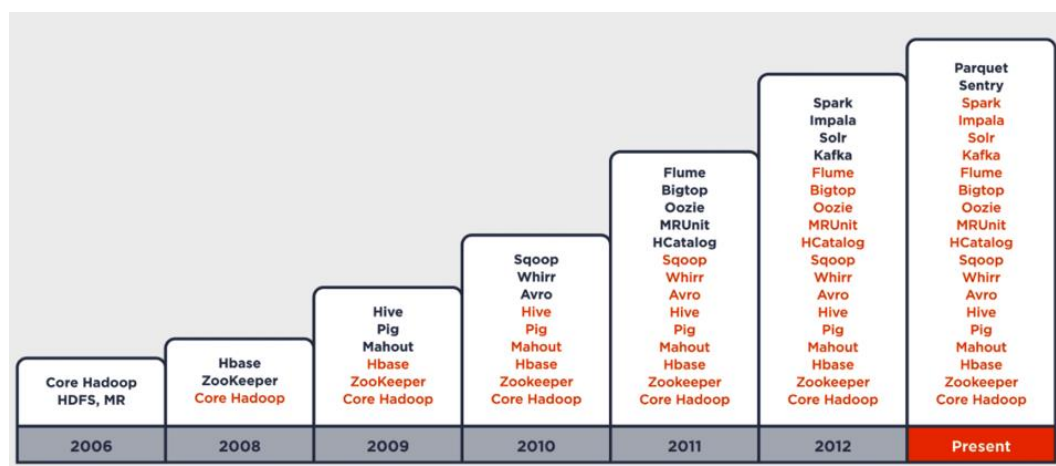 Core Hadoop
HDFS, MR
2006
Hbase
ZooKeeper
Core Hadoop
2008
Hive
Pig
Mahout
Hbase
ZooKeeper
Core Hadoop
2009
Sqoop
Whirr
Avro
Hive
Pig
Mahout
Hbase
Zookeeper
Core Hadoop
2010
Flume
Bigtop
Oozie
MRUnit
HCatalog
Sqoop
Whirr
Avro
Hive
Pig
Mahout
Hbase
Zookeeper
Core Hadoop
2011
Spark
Impala
Solr
Kafka
Flume
Bigtop
Oozie
MRUnit
HCatalog
Sqoop
Whirr
Avro
Hive
Pig
Mahout
Hbase
Zookeeper
Core Hadoop
2012
Parquet
Sentry
Spark
Impala
Solr
Kafka
Flume
Bigtop
Oozie
MRUnit
HCatalog
Sqoop
Whirr
Avro
Hive
Pig
Mahout
Hbase
Zookeeper
Core Hadoop
Present